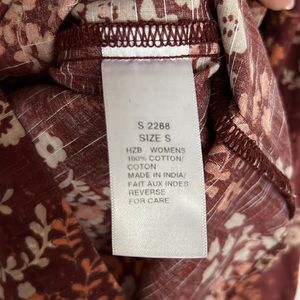 S 2288
SIZE S
HZB WOMENS
100% COTTON/
COTON
MADE IN INDIA/
FAIT AUX INDES
REVERSE
FOR CARE